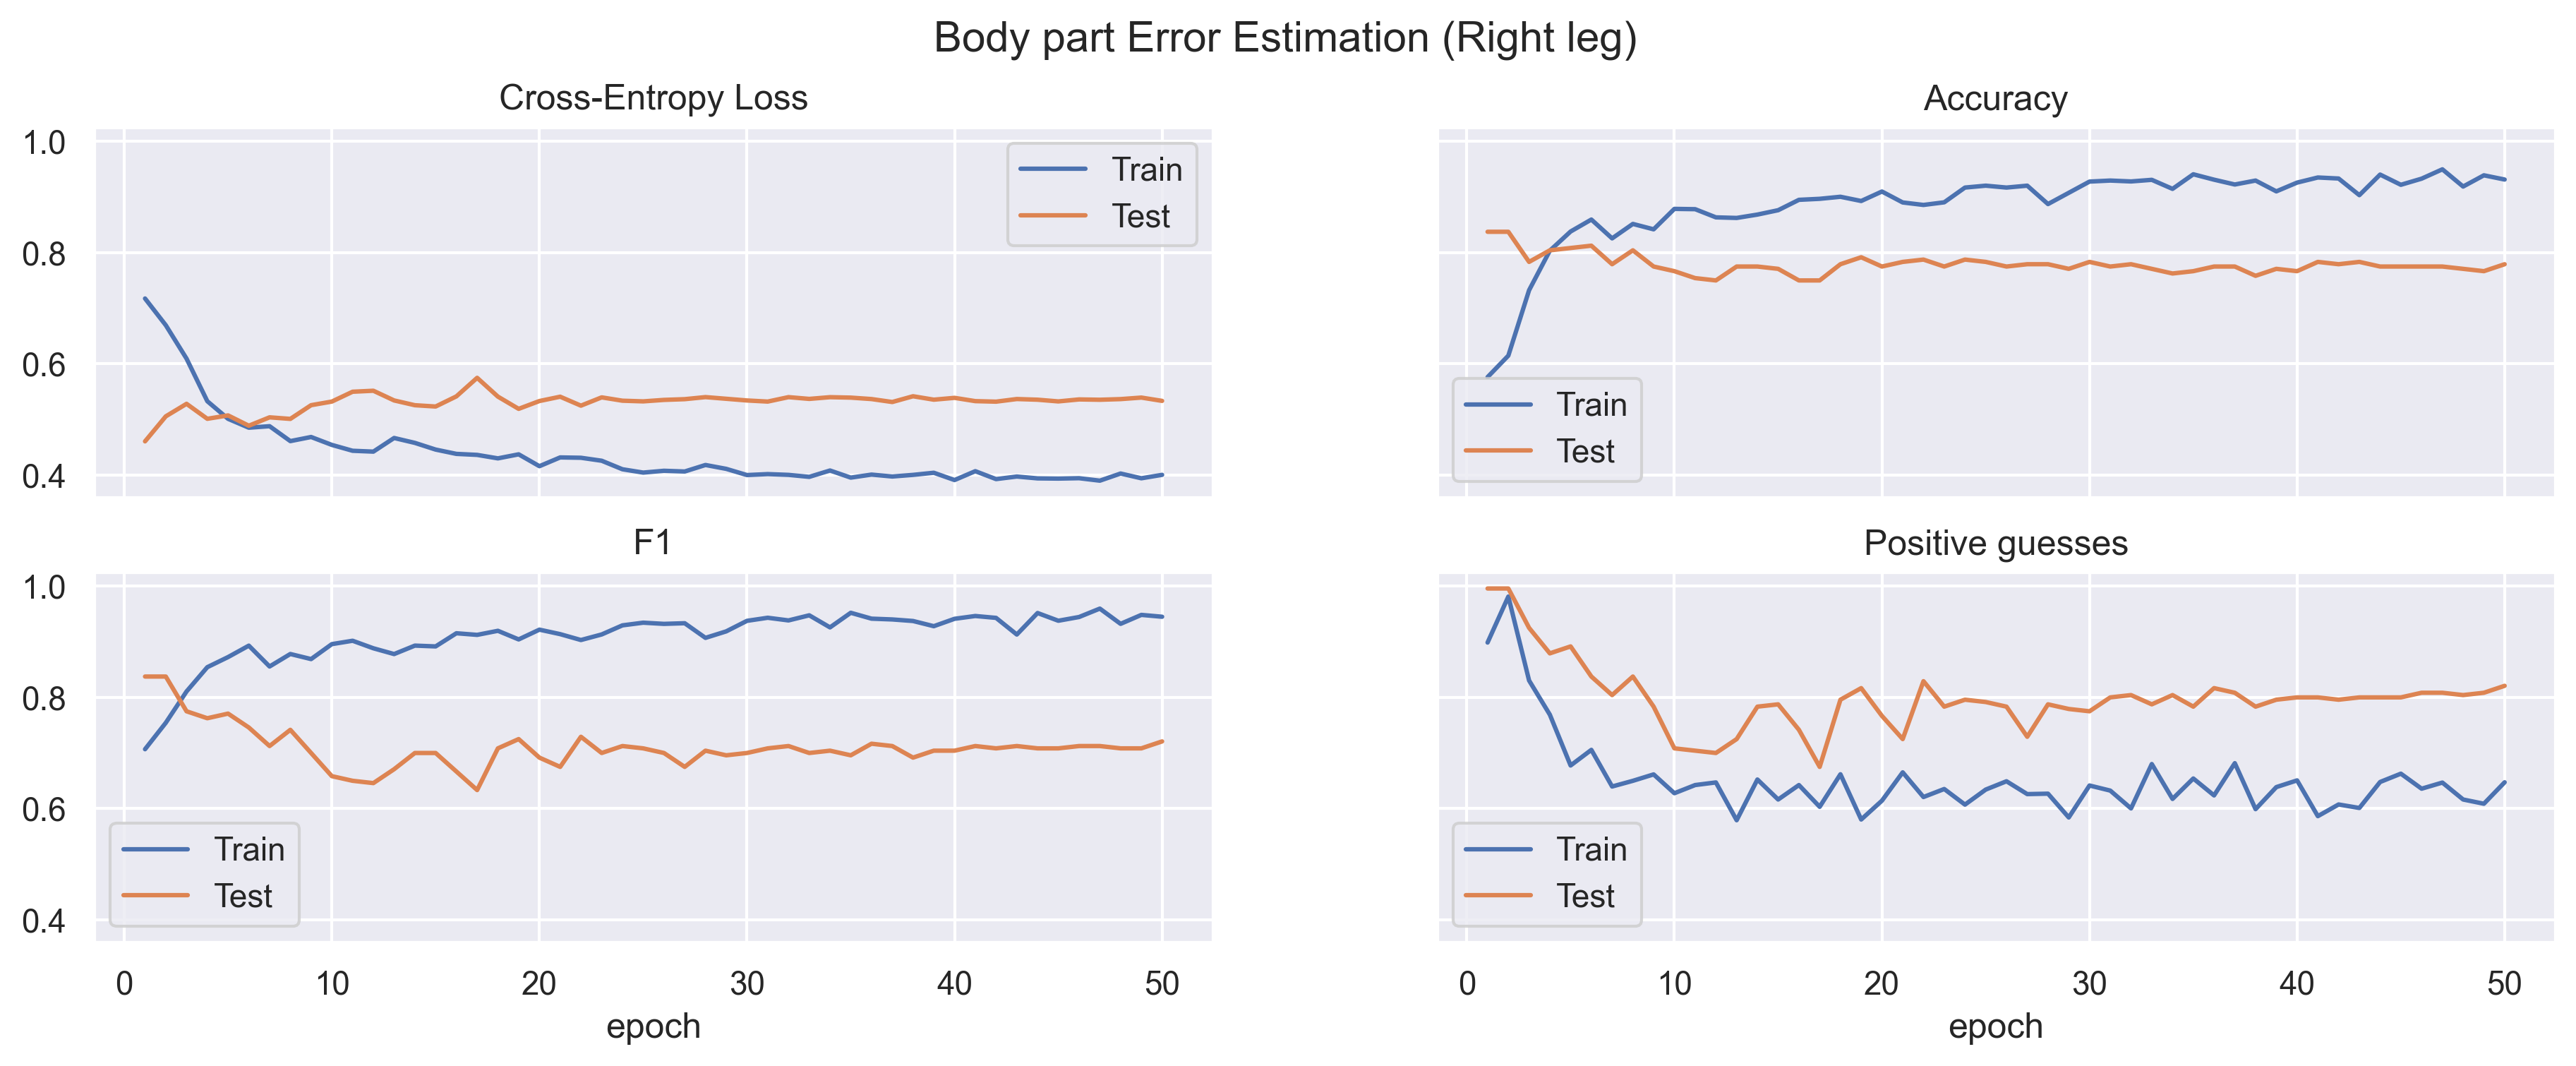 Body part Error Estimation (Right leg)
Cross-Entropy Loss
1.0
0.8
0.6
0.4
Train
Test
Accuracy
Train
Test
F1
1.0
0.8
0.6
0.4
Train
Test
0 10 20 30 40 50
epoch
Positive guesses
Train
Test
0 10 20 30 40 50
epoch